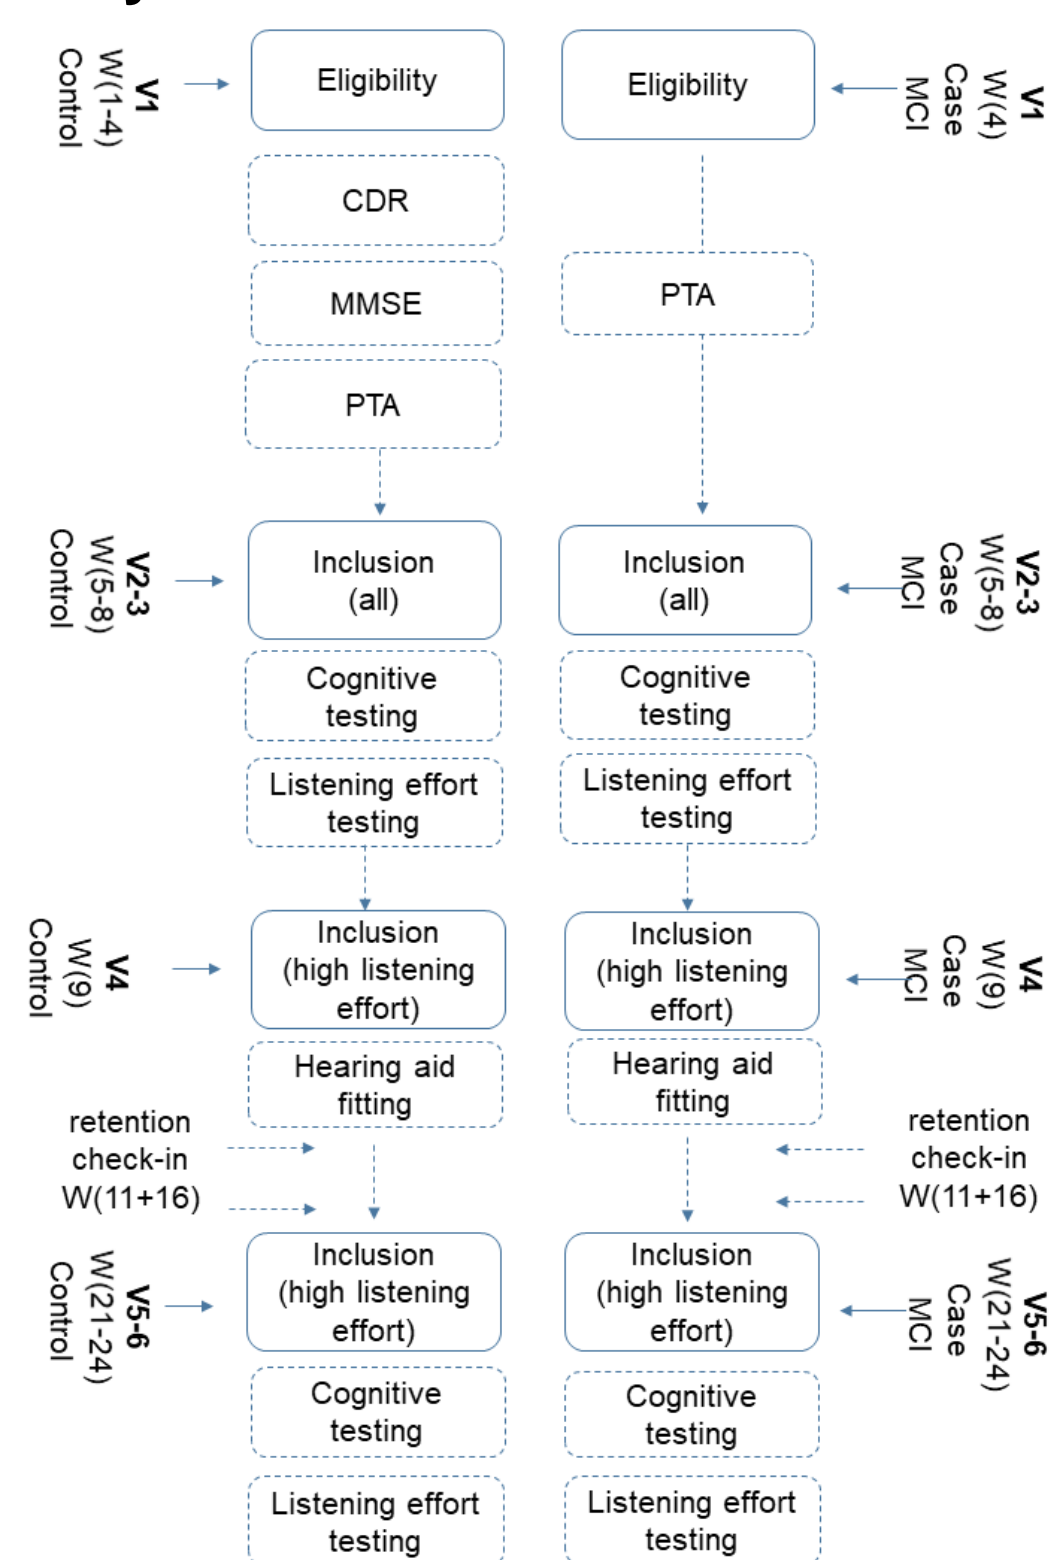 V1
W(1-4)
Control
Eligibility
Eligibility
V1
W(4)
Case
MCI
CDR
MMSE
PTA
PTA
V2-3
W(5-8)
Control
Inclusion
(all)
Inclusion
(all)
V2-3
W(5-8)
Case
MCI
Cognitive
testing
Cognitive
testing
Listening effort
testing
Listening effort
testing
V4
W(9)
Control
Inclusion
(high listening
effort)
Inclusion
(high listening
effort)
V4
W(9)
Case
MCI
Hearing aid
fitting
Hearing aid
fitting
retention
check-in
W(11+16)
retention
check-in
W(11+16)
V5-6
W(21-24)
Control
Inclusion
(high listening
effort)
Inclusion
(high listening
effort)
V5-6
W(21-24)
Case
MCI
Cognitive
testing
Cognitive
testing
Listening effort
testing
Listening effort
testing